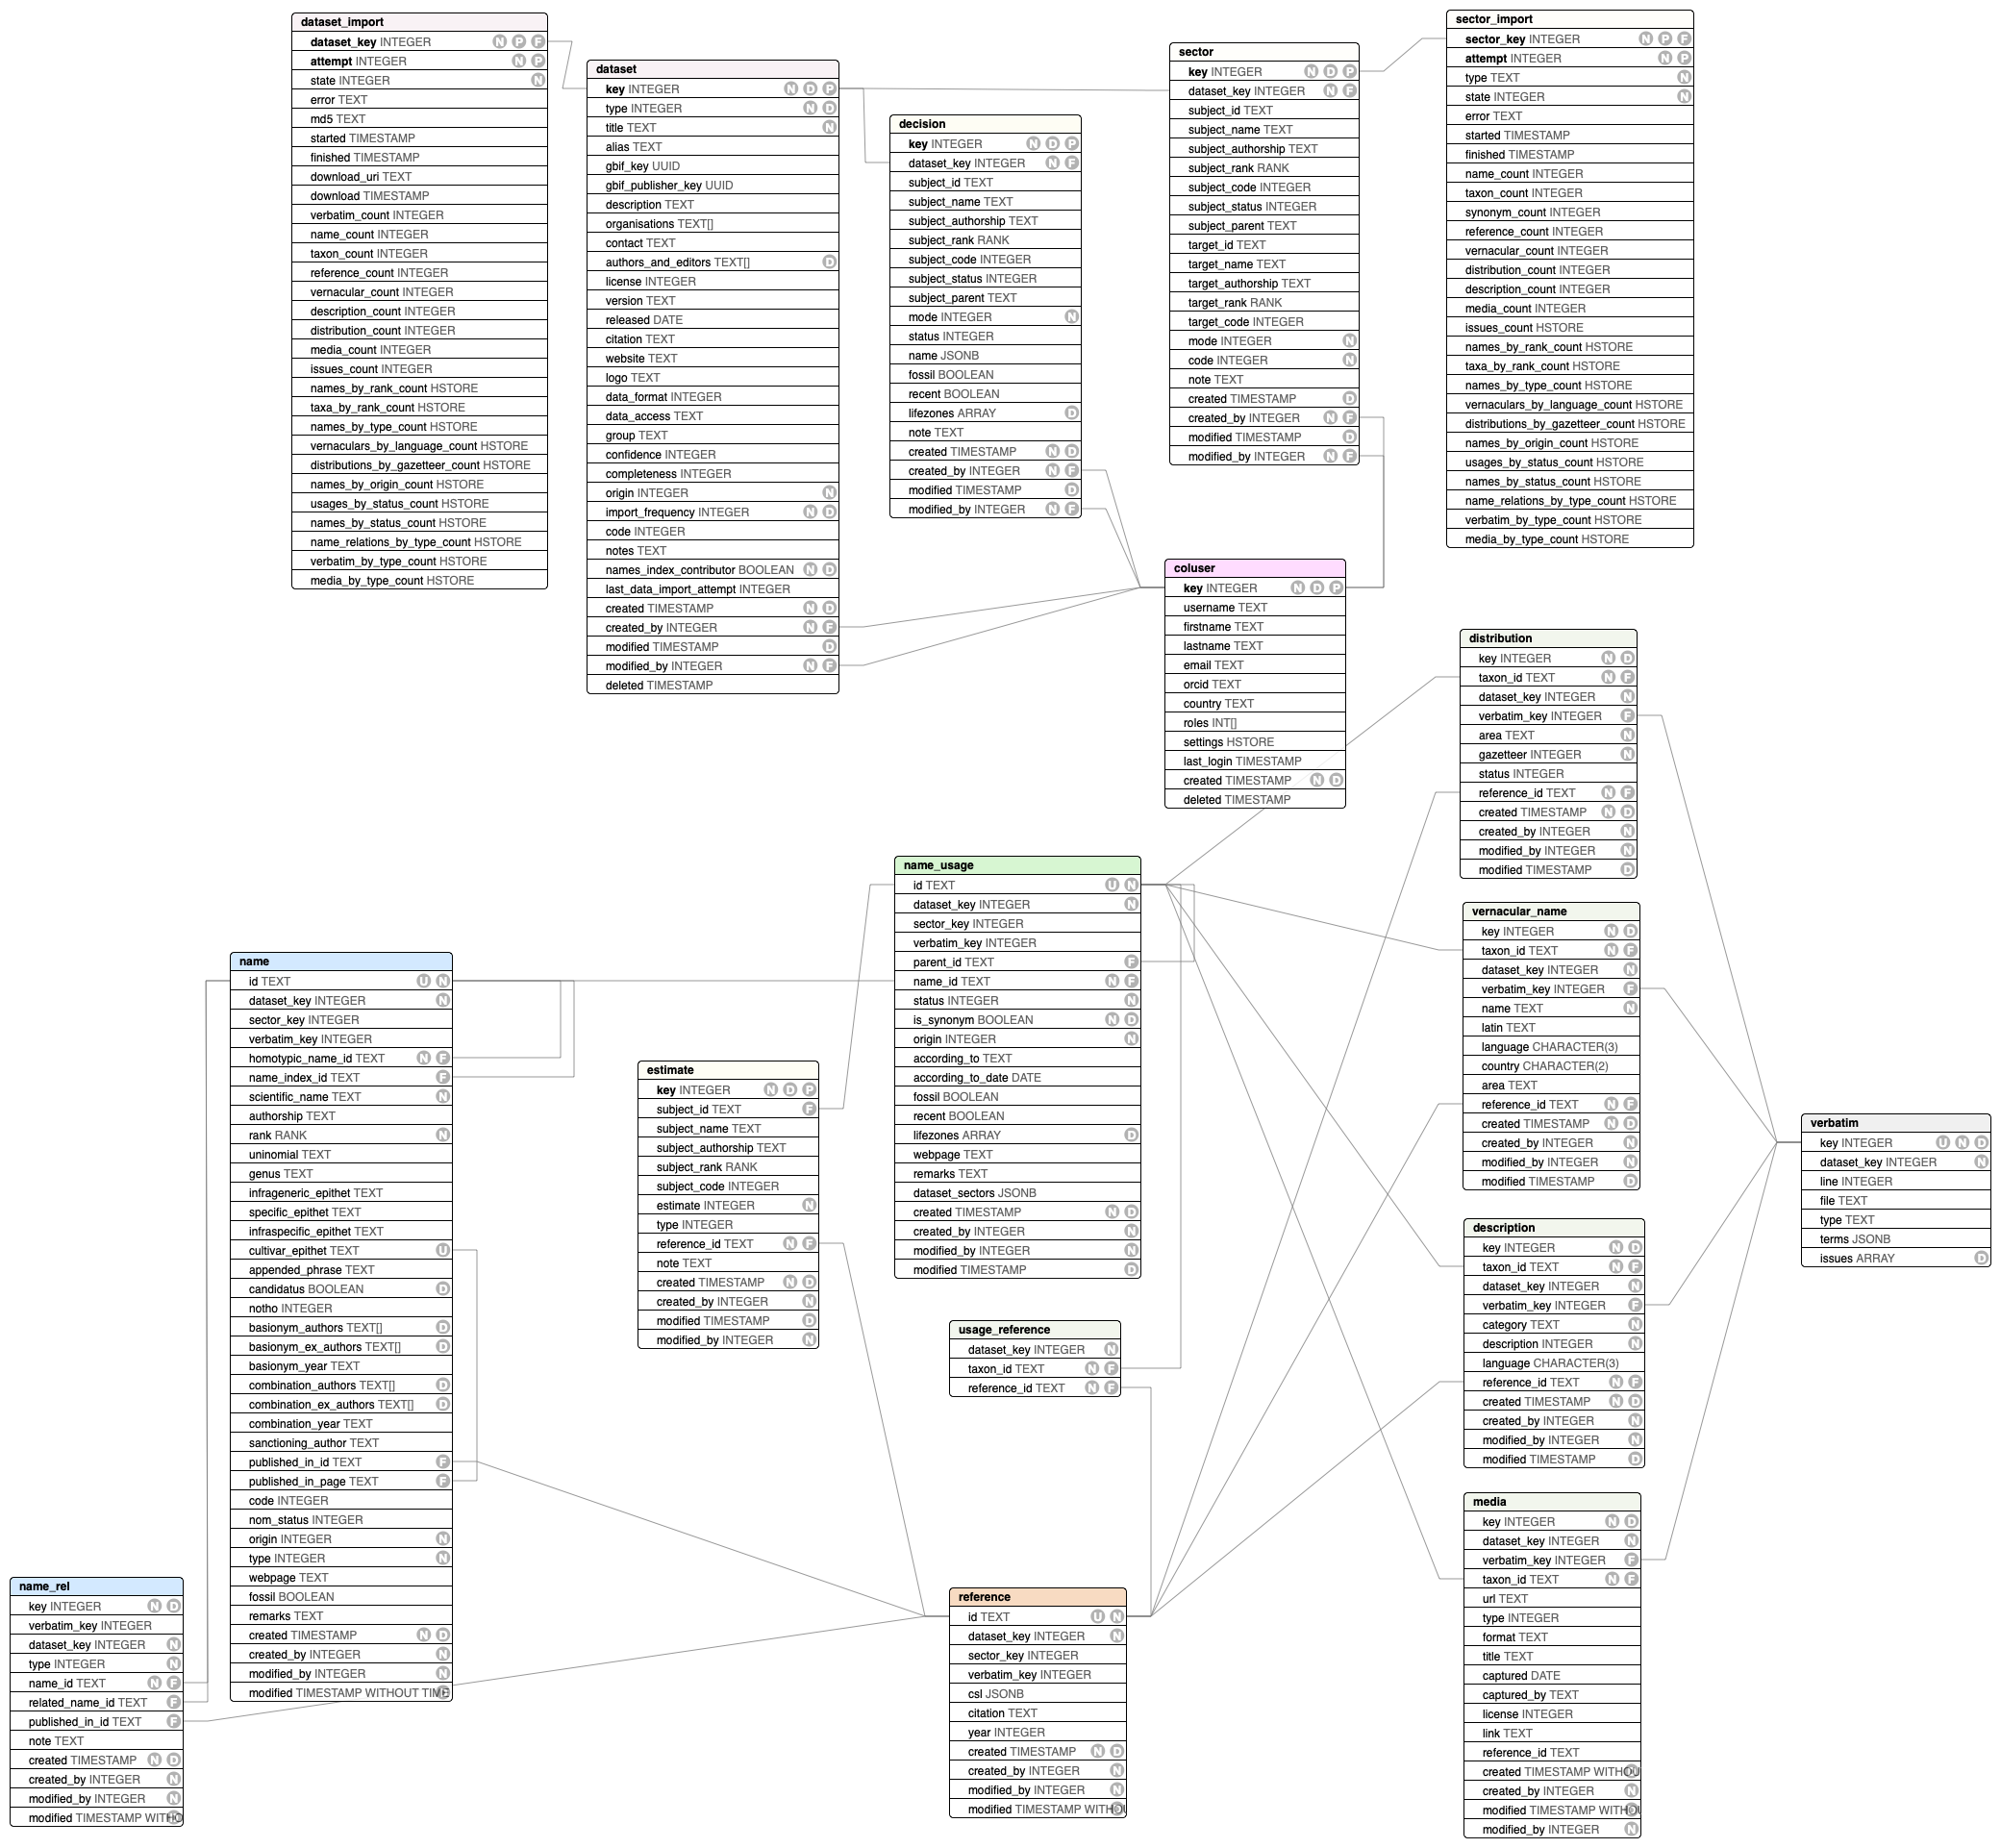 dataset_import
dataset_key INTEGER N P F
attempt INTEGER N P
state INTEGER N
error TEXT
md5 TEXT
started TIMESTAMP
finished TIMESTAMP
download_uri TEXT
download TIMESTAMP
verbatim_count INTEGER
name_count INTEGER
taxon_count INTEGER
reference_count INTEGER
vernacular_count INTEGER
description_count INTEGER
distribution_count INTEGER
media_count INTEGER
issues_count INTEGER
names_by_rank_count HSTORE
taxa_by_rank_count HSTORE
names_by_type_count HSTORE
vernaculars_by_language_count HSTORE
distributions_by_gazetteer_count HSTORE
names_by_origin_count HSTORE
usages_by_status_count HSTORE
names_by_status_count HSTORE
name_relations_by_type_count HSTORE
verbatim_by_type_count HSTORE
media_by_type_count HSTORE
dataset
key INTEGER N D P
type INTEGER N D
title TEXT N
alias TEXT
gbif_key UUID
gbif_publisher_key UUID
description TEXT
organisations TEXT[]
contact TEXT
authors_and_editors TEXT[] D
license INTEGER
version TEXT
released DATE
citation TEXT
website TEXT
logo TEXT
data_format INTEGER
data_access TEXT
group TEXT
confidence INTEGER
completeness INTEGER
origin INTEGER N
import_frequency INTEGER N D
code INTEGER
notes TEXT
names_index_contributor BOOLEAN N D
last_data_import_attempt INTEGER
created TIMESTAMP N D
created_by INTEGER N F
modified TIMESTAMP D
modified_by INTEGER N F
deleted TIMESTAMP
decision
key INTEGER N D P
dataset_key INTEGER N F
subject_id TEXT
subject_name TEXT
subject_authorship TEXT
subject_rank RANK
subject_code INTEGER
subject_status INTEGER
subject_parent TEXT
mode INTEGER N
status INTEGER
name JSONB
fossil BOOLEAN
recent BOOLEAN
lifezones ARRAY D
note TEXT
created TIMESTAMP N D
created_by INTEGER N F
modified TIMESTAMP D
modified_by INTEGER N F
sector
key INTEGER N D P
dataset_key INTEGER N F
subject_id TEXT
subject_name TEXT
subject_authorship TEXT
subject_rank RANK
subject_code INTEGER
subject_status INTEGER
subject_parent TEXT
target_id TEXT
target_name TEXT
target_authorship TEXT
target_rank RANK
target_code INTEGER
mode INTEGER N
code INTEGER N
note TEXT
created TIMESTAMP D
created_by INTEGER N F
modified TIMESTAMP D
modified_by INTEGER N F
sector_import
sector_key INTEGER N P F
attempt INTEGER N P
type TEXT N
state INTEGER N
error TEXT
started TIMESTAMP
finished TIMESTAMP
name_count INTEGER
taxon_count INTEGER
synonym_count INTEGER
reference_count INTEGER
vernacular_count INTEGER
distribution_count INTEGER
description_count INTEGER
media_count INTEGER
issues_count HSTORE
names_by_rank_count HSTORE
taxa_by_rank_count HSTORE
names_by_type_count HSTORE
vernaculars_by_language_count HSTORE
distributions_by_gazetteer_count HSTORE
names_by_origin_count HSTORE
usages_by_status_count HSTORE
names_by_status_count HSTORE
name_relations_by_type_count HSTORE
verbatim_by_type_count HSTORE
media_by_type_count HSTORE
coluser
key INTEGER N D P
username TEXT
firstname TEXT
lastname TEXT
email TEXT
orcid TEXT
country TEXT
roles INT[]
settings HSTORE
last_login TIMESTAMP
created TIMESTAMP N D
deleted TIMESTAMP
distribution
key INTEGER N D
taxon_id TEXT N F
dataset_key INTEGER N
verbatim_key INTEGER F
area TEXT N
gazetteer INTEGER N
status INTEGER
reference_id TEXT N F
created TIMESTAMP N D
created_by INTEGER N
modified_by INTEGER N
modified TIMESTAMP D
name_usage
id TEXT U N
dataset_key INTEGER N
sector_key INTEGER
verbatim_key INTEGER
parent_id TEXT F
name_id TEXT N F
status INTEGER N
is_synonym BOOLEAN N D
origin INTEGER N
according_to TEXT
according_to_date DATE
fossil BOOLEAN
recent BOOLEAN
lifezones ARRAY D
webpage TEXT
remarks TEXT
dataset_sectors JSONB
created TIMESTAMP N D
created_by INTEGER N
modified_by INTEGER N
modified TIMESTAMP D
vernacular_name
key INTEGER N D
taxon_id TEXT N F
dataset_key INTEGER N
verbatim_key INTEGER F
name TEXT N
latin TEXT
language CHARACTER(3)
country CHARACTER(2)
area TEXT
reference_id TEXT N F
created TIMESTAMP N D
created_by INTEGER N
modified_by INTEGER N
modified TIMESTAMP D
name
id TEXT U N
dataset_key INTEGER N
sector_key INTEGER
verbatim_key INTEGER
homotypic_name_id TEXT N F
name_index_id TEXT F
scientific_name TEXT N
authorship TEXT
rank RANK N
uninomial TEXT
genus TEXT
infrageneric_epithet TEXT
specific_epithet TEXT
infraspecific_epithet TEXT
cultivar_epithet TEXT U
appended_phrase TEXT
candidatus BOOLEAN D
notho INTEGER
basionym_authors TEXT[] D
basionym_ex_authors TEXT[] D
basionym_year TEXT
combination_authors TEXT[] D
combination_ex_authors TEXT[] D
combination_year TEXT
sanctioning_author TEXT
published_in_id TEXT F
published_in_page TEXT F
code INTEGER
nom_status INTEGER
origin INTEGER N
type INTEGER N
webpage TEXT
fossil BOOLEAN
remarks TEXT
created TIMESTAMP N D
created_by INTEGER N
modified_by INTEGER N
modified TIMESTAMP WITHOUT TIME
estimate
key INTEGER N D P
subject_id TEXT F
subject_name TEXT
subject_authorship TEXT
subject_rank RANK
subject_code INTEGER
estimate INTEGER N
type INTEGER
reference_id TEXT N F
note TEXT
created TIMESTAMP N D
created_by INTEGER N
modified TIMESTAMP D
modified_by INTEGER N
verbatim
key INTEGER U N D
dataset_key INTEGER N
line INTEGER
file TEXT
type TEXT
terms JSONB
issues ARRAY D
description
key INTEGER N D
taxon_id TEXT N F
dataset_key INTEGER N
verbatim_key INTEGER F
category TEXT N
description INTEGER N
language CHARACTER(3)
reference_id TEXT N F
created TIMESTAMP N D
created_by INTEGER N
modified_by INTEGER N
modified TIMESTAMP D
usage_reference
dataset_key INTEGER N
taxon_id TEXT N F
reference_id TEXT N F
media
key INTEGER N D
dataset_key INTEGER N
verbatim_key INTEGER F
taxon_id TEXT N F
url TEXT
type INTEGER
format TEXT
title TEXT
captured DATE
captured_by TEXT
license INTEGER
link TEXT
reference_id TEXT
created TIMESTAMP WITHOU
created_by INTEGER N
modified TIMESTAMP WITHOU
modified_by INTEGER N
name_rel
key INTEGER N D
verbatim_key INTEGER
dataset_key INTEGER N
type INTEGER N
name_id TEXT N F
related_name_id TEXT F
published_in_id TEXT F
note TEXT
created TIMESTAMP N D
created_by INTEGER N
modified_by INTEGER N
modified TIMESTAMP WITHO
reference
id TEXT U N
dataset_key INTEGER N
sector_key INTEGER
verbatim_key INTEGER
csl JSONB
citation TEXT
year INTEGER
created TIMESTAMP N D
created_by INTEGER N
modified_by INTEGER N
modified TIMESTAMP WITHOU